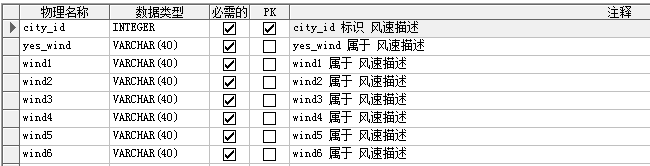 物理名称 数据类型 必需的 PK 注释
city_id INTEGER city_id 标识 风速描述
yes_wind VARCHAR(40) yes_wind 属于 风速描述
wind1 VARCHAR(40) wind1 属于 风速描述
wind2 VARCHAR(40) wind2 属于 风速描述
wind3 VARCHAR(40) wind3 属于 风速描述
wind4 VARCHAR(40) wind4 属于 风速描述
wind5 VARCHAR(40) wind5 属于 风速描述
wind6 VARCHAR(40) wind6 属于 风速描述